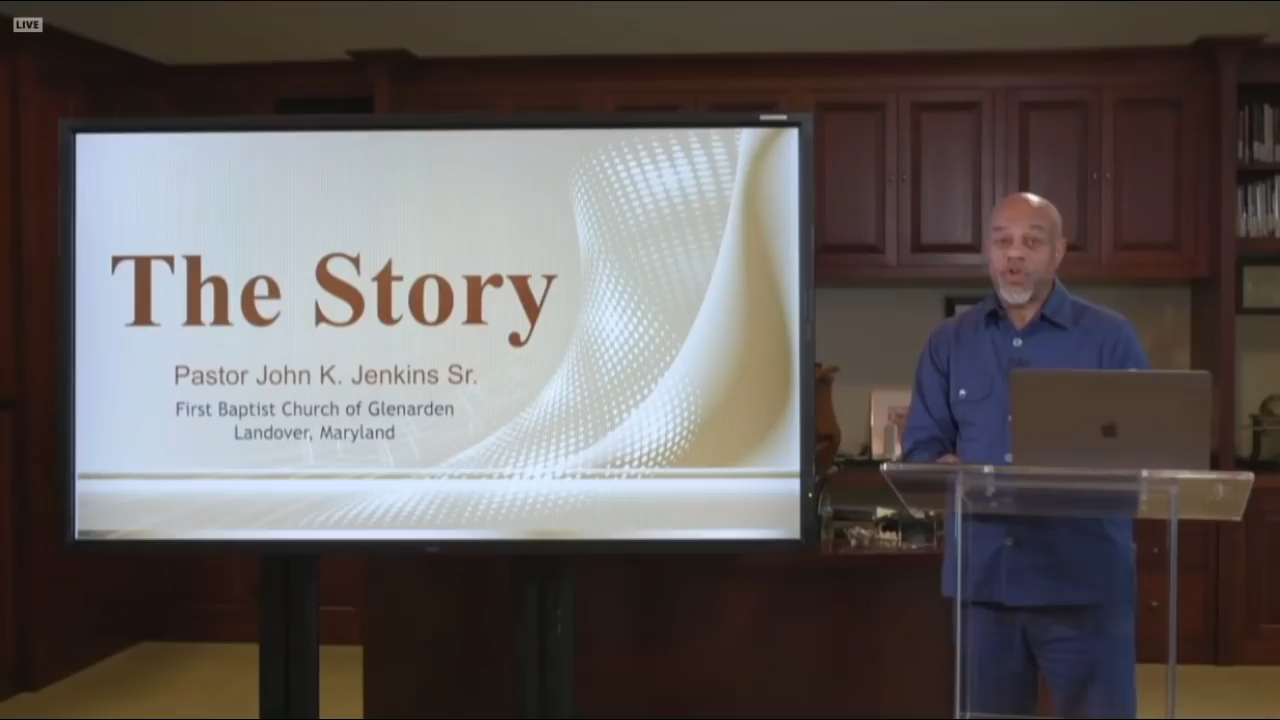 LIVE
The Story
Pastor John K. Jenkins Sr.
First Baptist Church of Glenarden
Landover, Maryland